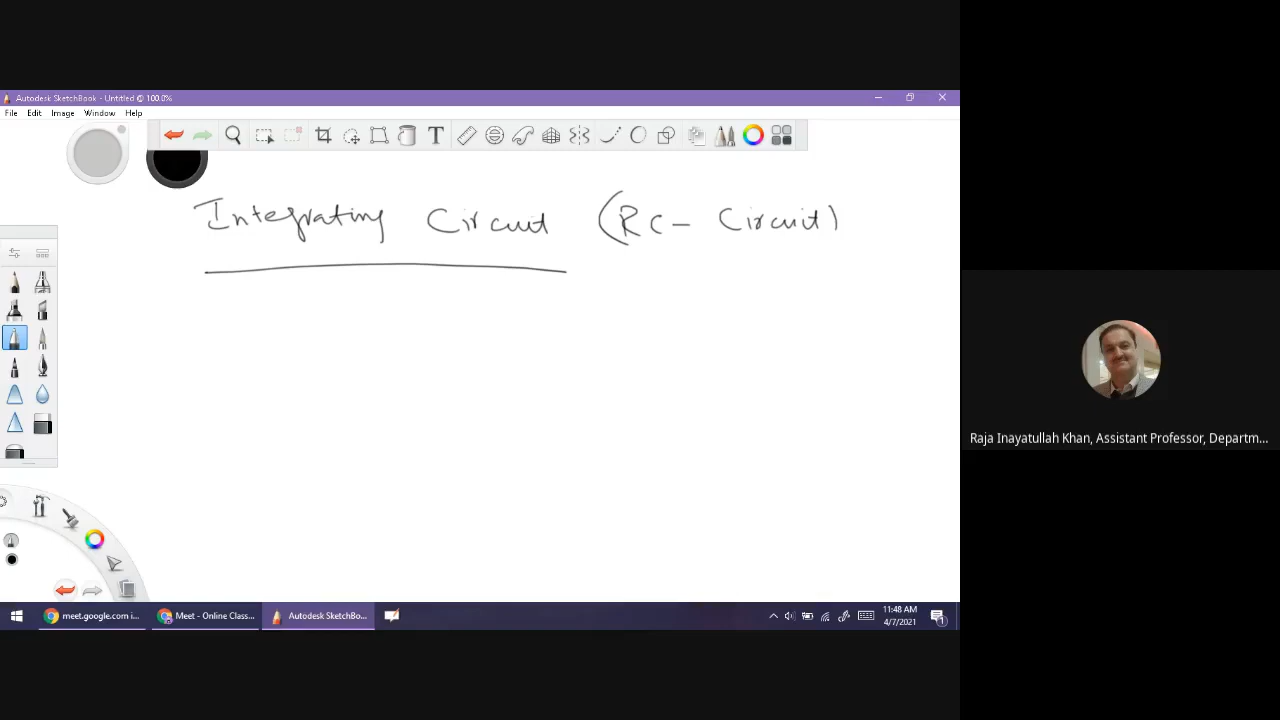 Autodesk SketchBook - Untitled @ 100.0%
File Edit Image Window Help
T
Integrating Circuit (RC - Circuit)
Raja Inayatullah Khan, Assistant Professor, Departm...
meet.google.com i... Meet - Online Class... Autodesk SketchBo...
11:48 AM
4/7/2021
1